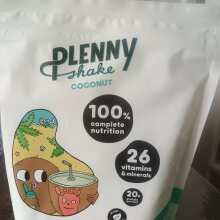 PLENNY
shake
COCONUT
100%
complete
nutrition
26
vitamins
& minerals
20g